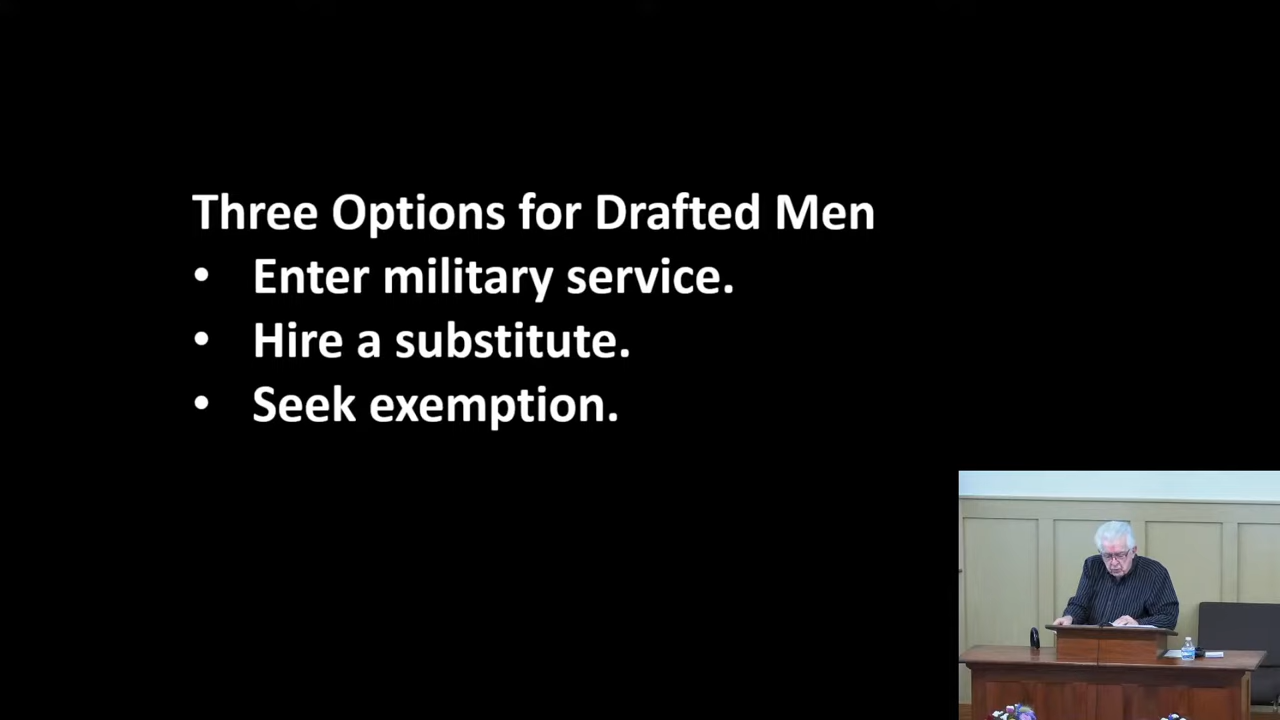 Three Options for Drafted Men
• Enter military service.
• Hire a substitute.
• Seek exemption.